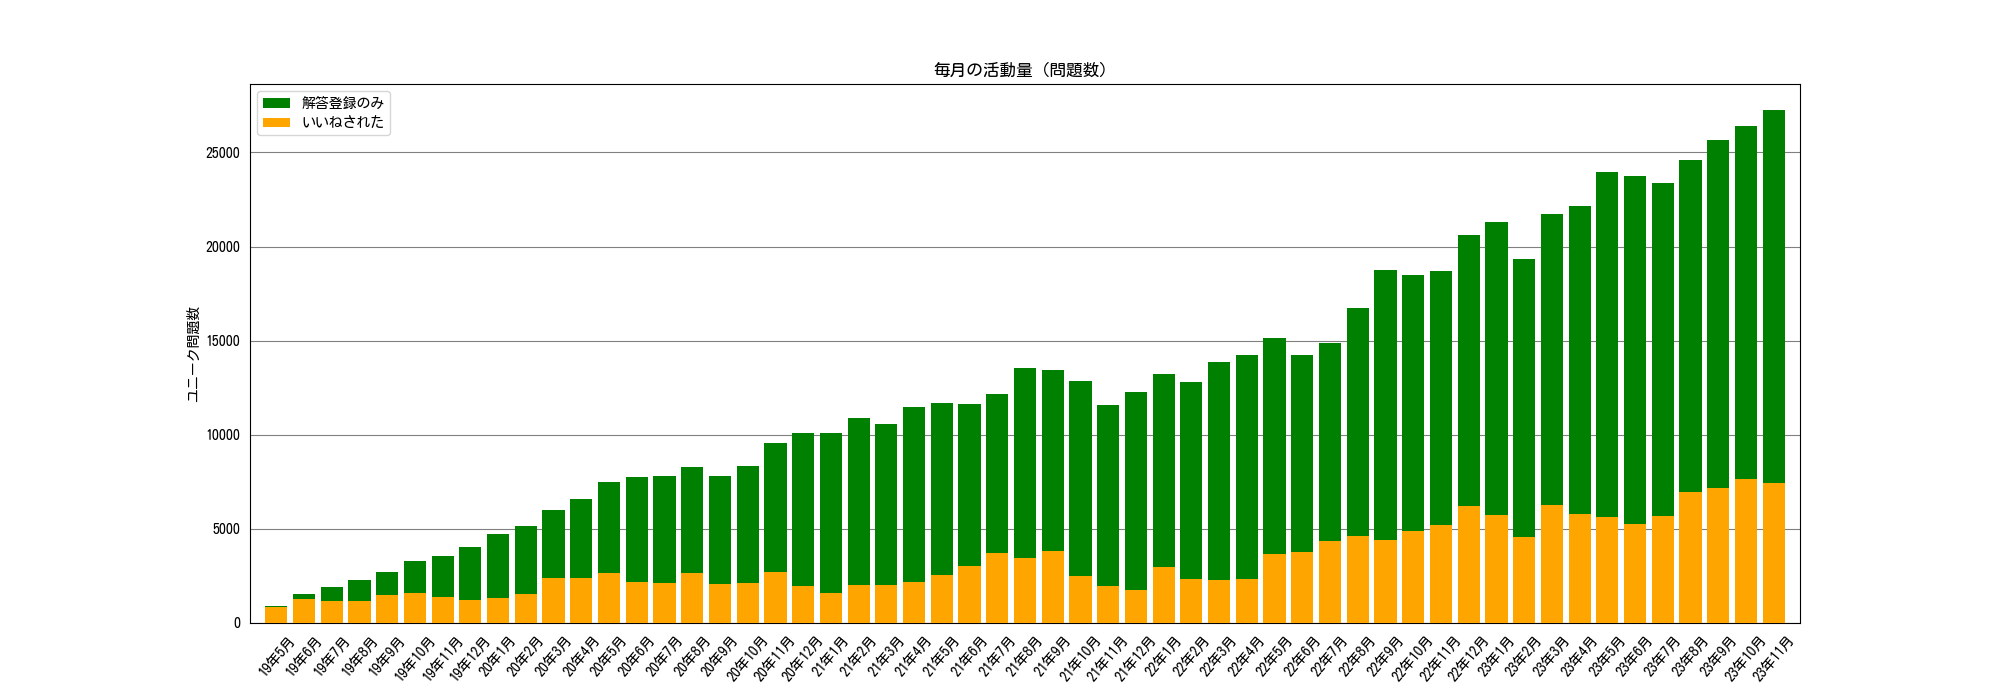 毎月の活動量（問題数）
解答登録のみ
いいねされた
ユニーク問題数
25000
20000
15000
10000
5000
0
19年5月
19年6月
19年7月
19年8月
19年9月
19年10月
19年11月
19年12月
20年1月
20年2月
20年3月
20年4月
20年5月
20年6月
20年7月
20年8月
20年9月
20年10月
20年11月
20年12月
21年1月
21年2月
21年3月
21年4月
21年5月
21年6月
21年7月
21年8月
21年9月
21年10月
21年11月
21年12月
22年1月
22年2月
22年3月
22年4月
22年5月
22年6月
22年7月
22年8月
22年9月
22年10月
22年11月
22年12月
23年1月
23年2月
23年3月
23年4月
23年5月
23年6月
23年7月
23年8月
23年9月
23年10月
23年11月